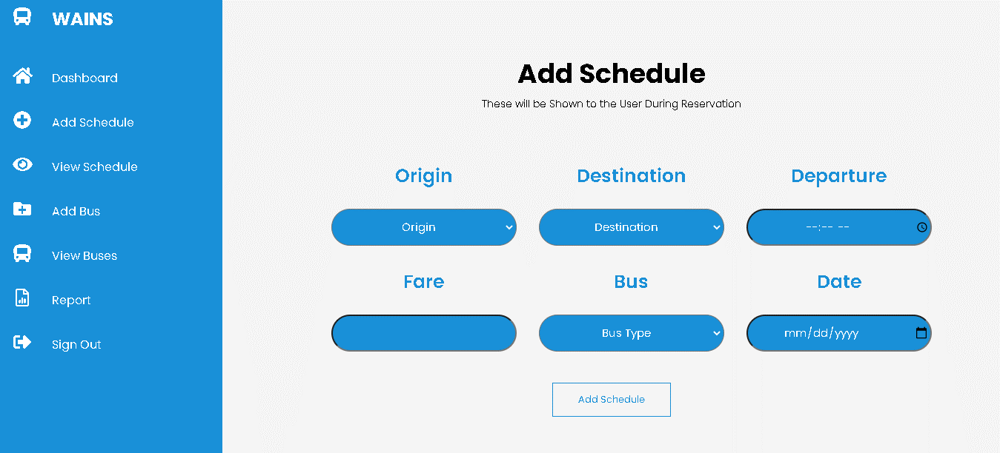 WAINS
Dashboard
Add Schedule
View Schedule
Add Bus
View Buses
Report
Sign Out
Add Schedule
These will be Shown to the User During Reservation
Origin Destination Departure
Origin Destination --:-- --
Fare Bus Date
Bus Type mm/dd/yyyy
Add Schedule